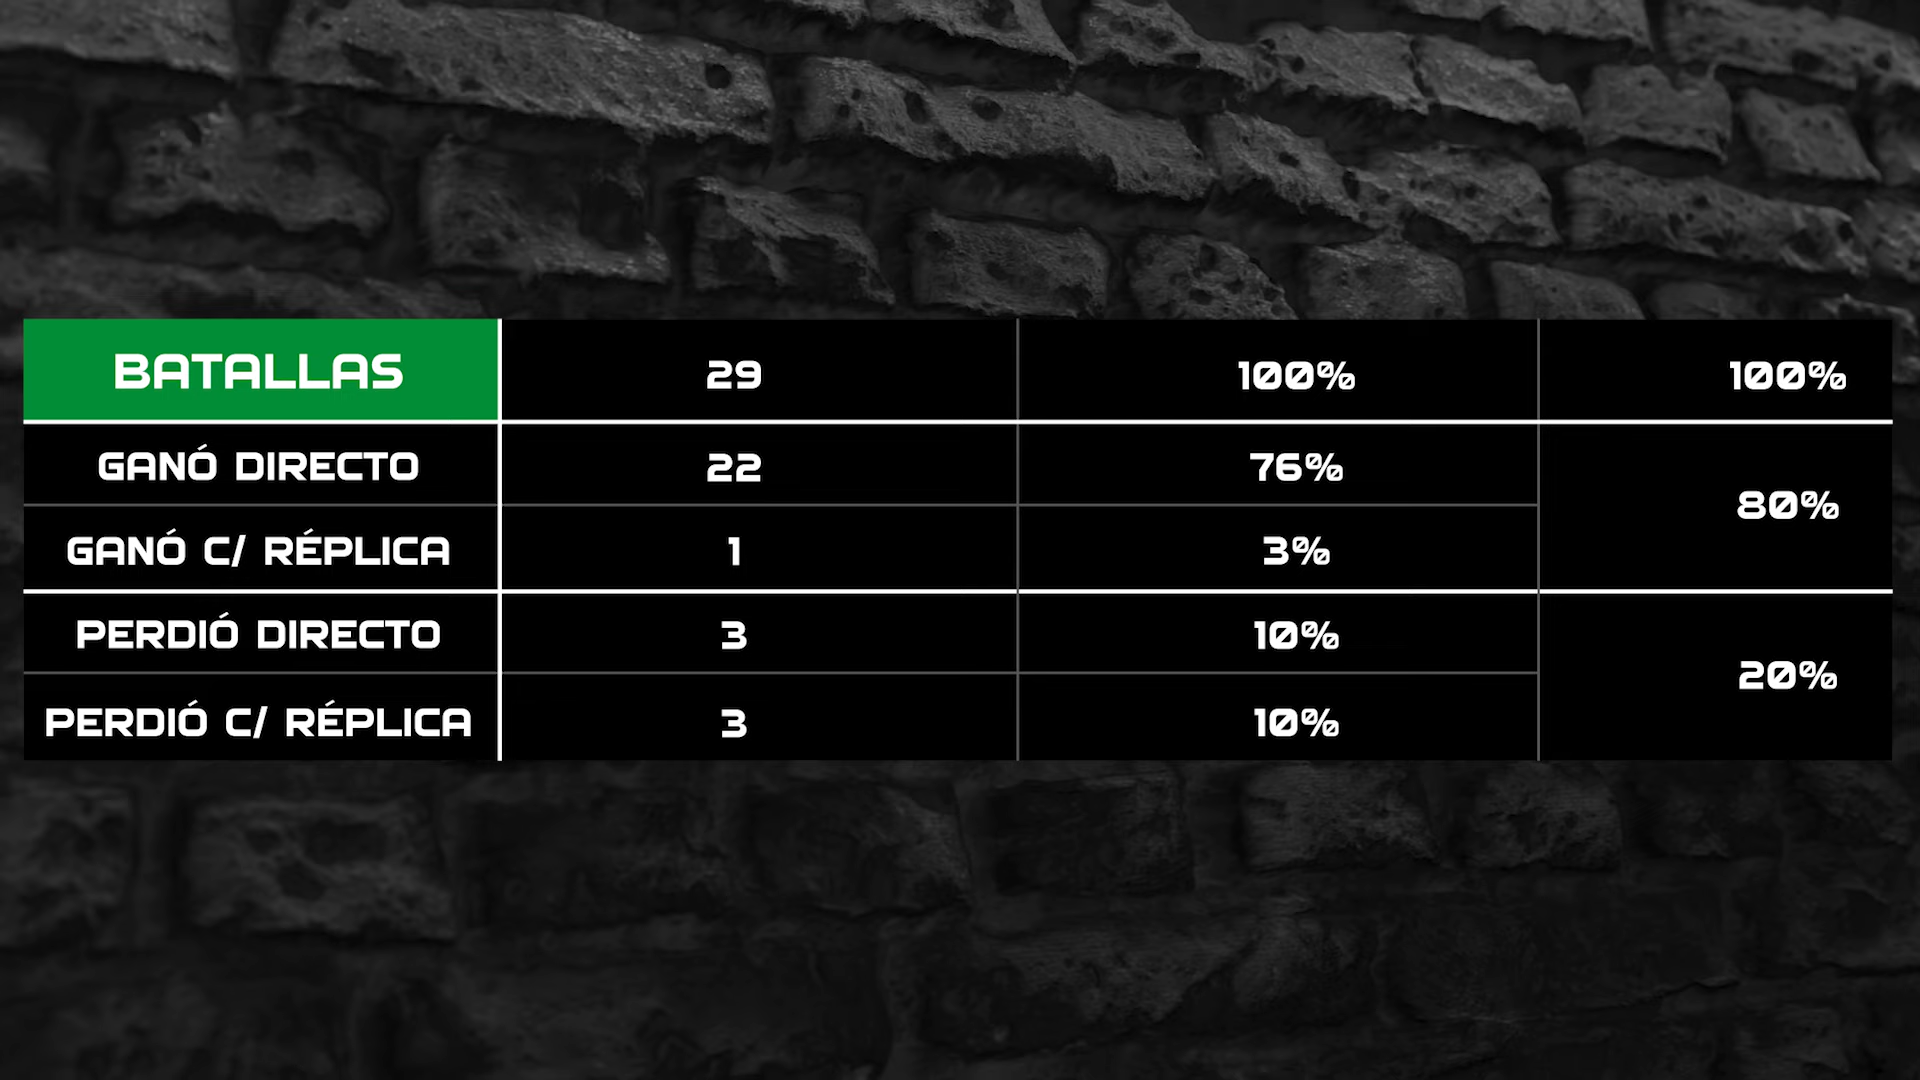 BATALLAS 29 100% 100%
GANÓ DIRECTO 22 76%
80%
GANÓ C/ RÉPLICA 1 3%
PERDIÓ DIRECTO 3 10%
20%
PERDIÓ C/ RÉPLICA 3 10%